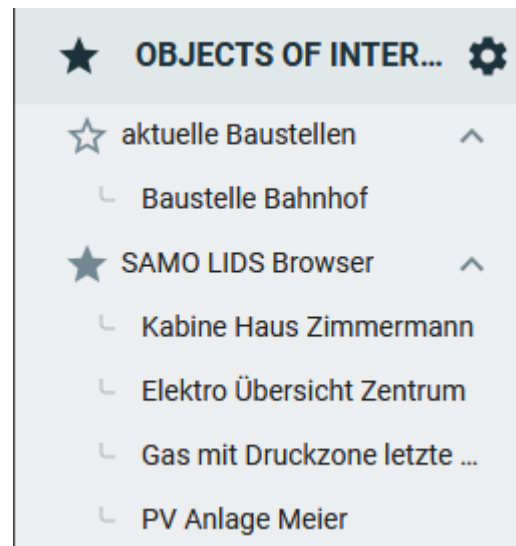 OBJECTS OF INTER...
aktuelle Baustellen
Baustelle Bahnhof
SAMO LIDS Browser
Kabine Haus Zimmermann
Elektro Übersicht Zentrum
Gas mit Druckzone letzte ...
PV Anlage Meier